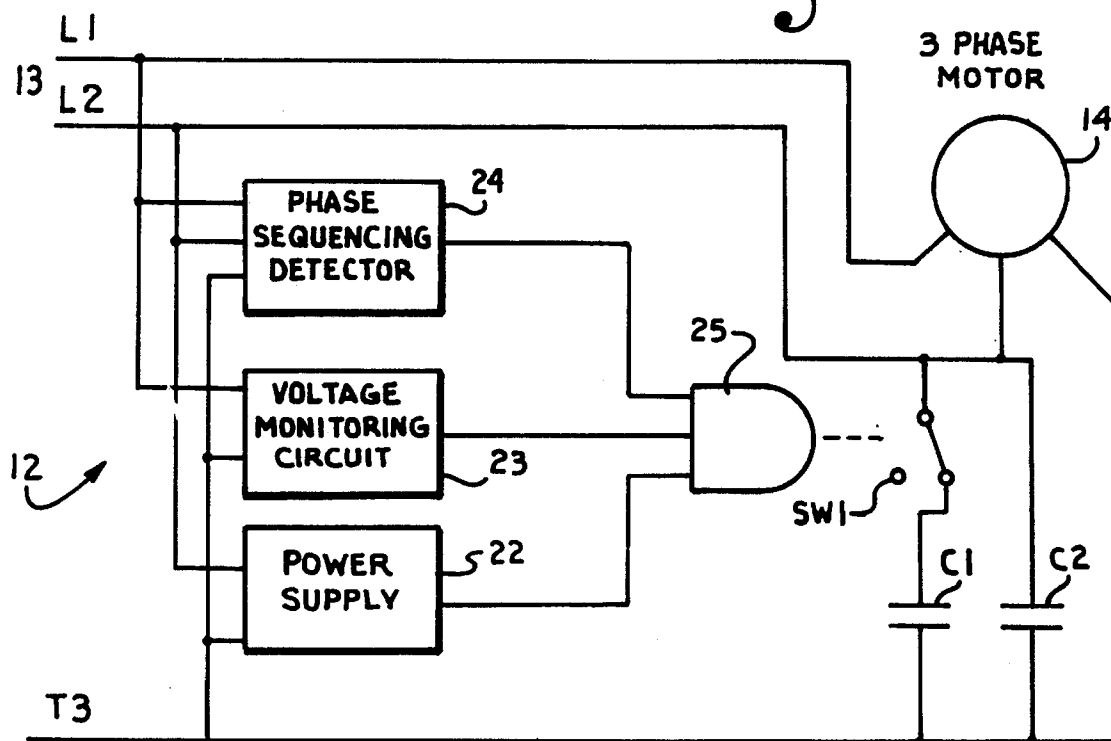 L1
3 PHASE
MOTOR
13
L2
14
24
PHASE
SEQUENCING
DETECTOR
25
VOLTAGE
MONITORING
CIRCUIT
23
12
SW1
22
POWER
SUPPLY
C1
C2
T3